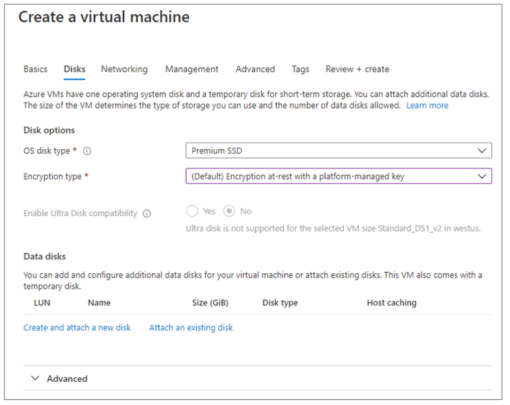 Create a virtual machine
Basics Disks Networking Management Advanced Tags Review + create
Azure VMs have one operating system disk and a temporary disk for short-term storage. You can attach additional data disks.
The size of the VM determines the type of storage you can use and the number of data disks allowed. Learn more
Disk options
OS disk type * Premium SSD
Encryption type * (Default) Encryption at-rest with a platform-managed key
Enable Ultra Disk compatibility Yes No
Ultra disk is not supported for the selected VM size Standard_DS1_v2 in westus.
Data disks
You can add and configure additional data disks for your virtual machine or attach existing disks. This VM also comes with a
temporary disk.
LUN Name Size (GiB) Disk type Host caching
Create and attach a new disk Attach an existing disk
Advanced